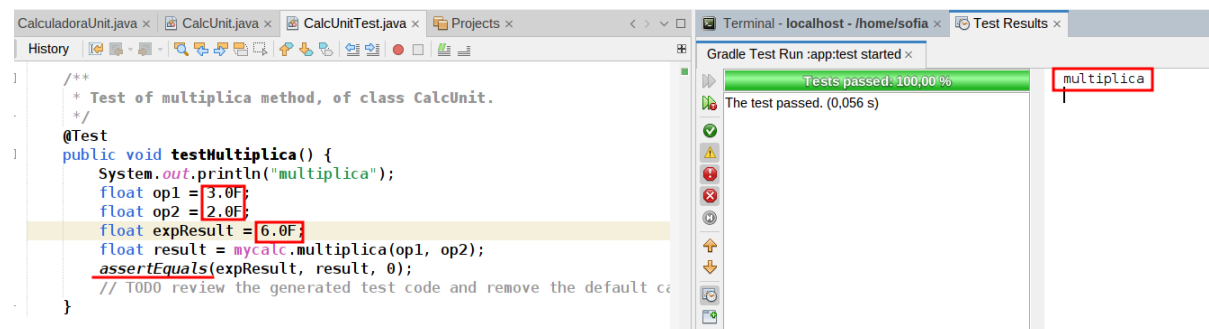 CalculadoraUnit.java × CalcUnit.java × CalcUnitTest.java × Projects ×
History
/**
* Test of multiplica method, of class CalcUnit.
*/
@Test
public void testMultiplica() {
System.out.println("multiplica");
float op1 = 3.0F;
float op2 = 2.0F;
float expResult = 6.0F;
float result = mycalc.multiplica(op1, op2);
assertEquals(expResult, result, 0);
// TODO review the generated test code and remove the default ca
}
Terminal - localhost - /home/sofia × Test Results ×
Gradle Test Run :app:test started ×
Tests passed: 100,00 %
The test passed. (0,056 s)
multiplica